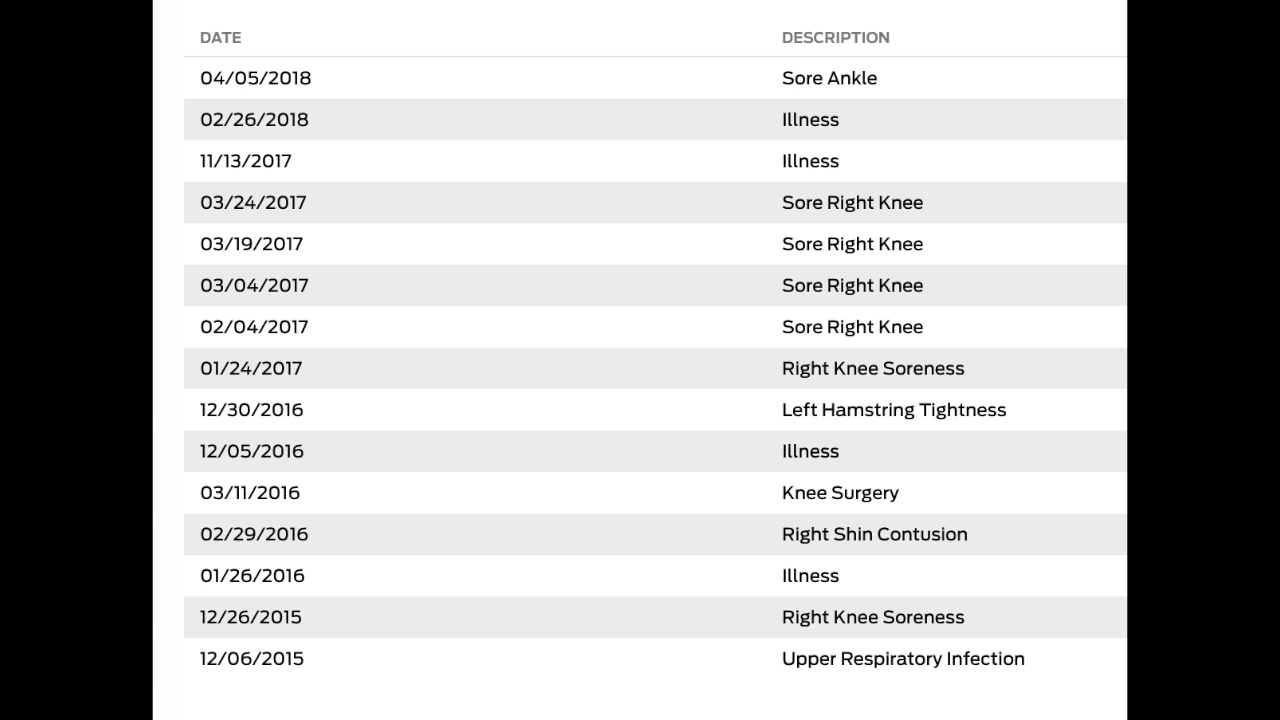 DATE DESCRIPTION
04/05/2018 Sore Ankle
02/26/2018 Illness
11/13/2017 Illness
03/24/2017 Sore Right Knee
03/19/2017 Sore Right Knee
03/04/2017 Sore Right Knee
02/04/2017 Sore Right Knee
01/24/2017 Right Knee Soreness
12/30/2016 Left Hamstring Tightness
12/05/2016 Illness
03/11/2016 Knee Surgery
02/29/2016 Right Shin Contusion
01/26/2016 Illness
12/26/2015 Right Knee Soreness
12/06/2015 Upper Respiratory Infection